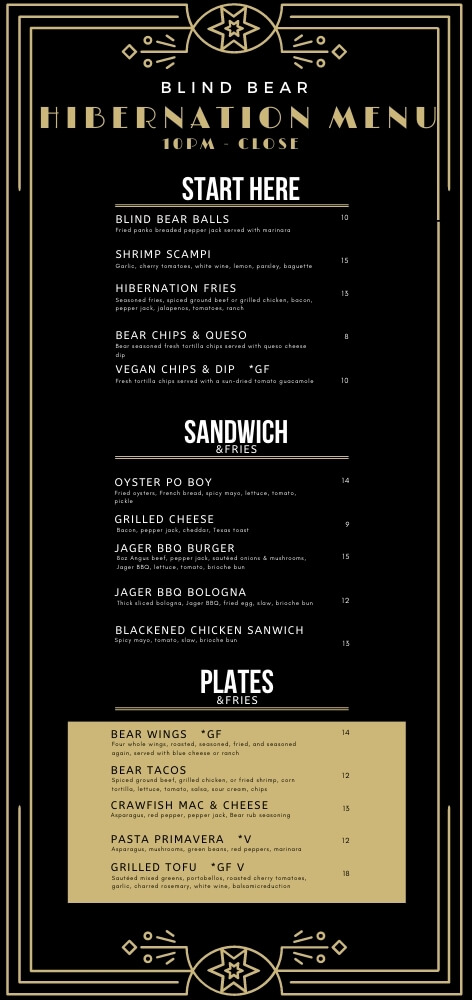 BLIND BEAR
HIBERNATION MENU
10PM - CLOSE
START HERE
BLIND BEAR BALLS 10
Fried panko breaded pepper jack served with marinara
SHRIMP SCAMPI
Garlic, cherry tomatoes, white wine, lemon, parsley, baguette 15
HIBERNATION FRIES 13
Seasoned fries, spiced ground beef or grilled chicken, bacon,
pepper jack, jalapenos, tomatoes, ranch
BEAR CHIPS & QUESO 8
Bear seasoned fresh tortilla chips served with queso cheese
dip
VEGAN CHIPS & DIP *GF
Fresh tortilla chips served with a sun-dried tomato guacamole 10
SANDWICH
&FRIES
OYSTER PO BOY 14
Fried oysters, French bread, spicy mayo, lettuce, tomato,
pickle
GRILLED CHEESE 9
Bacon, pepper jack, cheddar, Texas toast
JAGER BBQ BURGER 15
8oz Angus beef, pepper jack, sautéed onions & mushrooms,
Jager BBQ, lettuce, tomato, brioche bun
JAGER BBQ BOLOGNA
Thick sliced bologna, Jager BBQ, fried egg, slaw, brioche bun 12
BLACKENED CHICKEN SANWICH
Spicy mayo, tomato, slaw, brioche bun 13
PLATES
&FRIES
BEAR WINGS *GF 14
Four whole wings, roasted, seasoned, fried, and seasoned
again, served with blue cheese or ranch
BEAR TACOS 12
Spiced ground beef, grilled chicken, or fried shrimp, corn
tortilla, lettuce, tomato, salsa, sour cream, chips
CRAWFISH MAC & CHEESE 13
Asparagus, red pepper, pepper jack, Bear rub seasoning
PASTA PRIMAVERA *V 12
Asparagus, mushrooms, green beans, red peppers, marinara
GRILLED TOFU *GF V 18
Sautéed mixed greens, portobellos, roasted cherry tomatoes,
garlic, charred rosemary, white wine, balsamicreduction